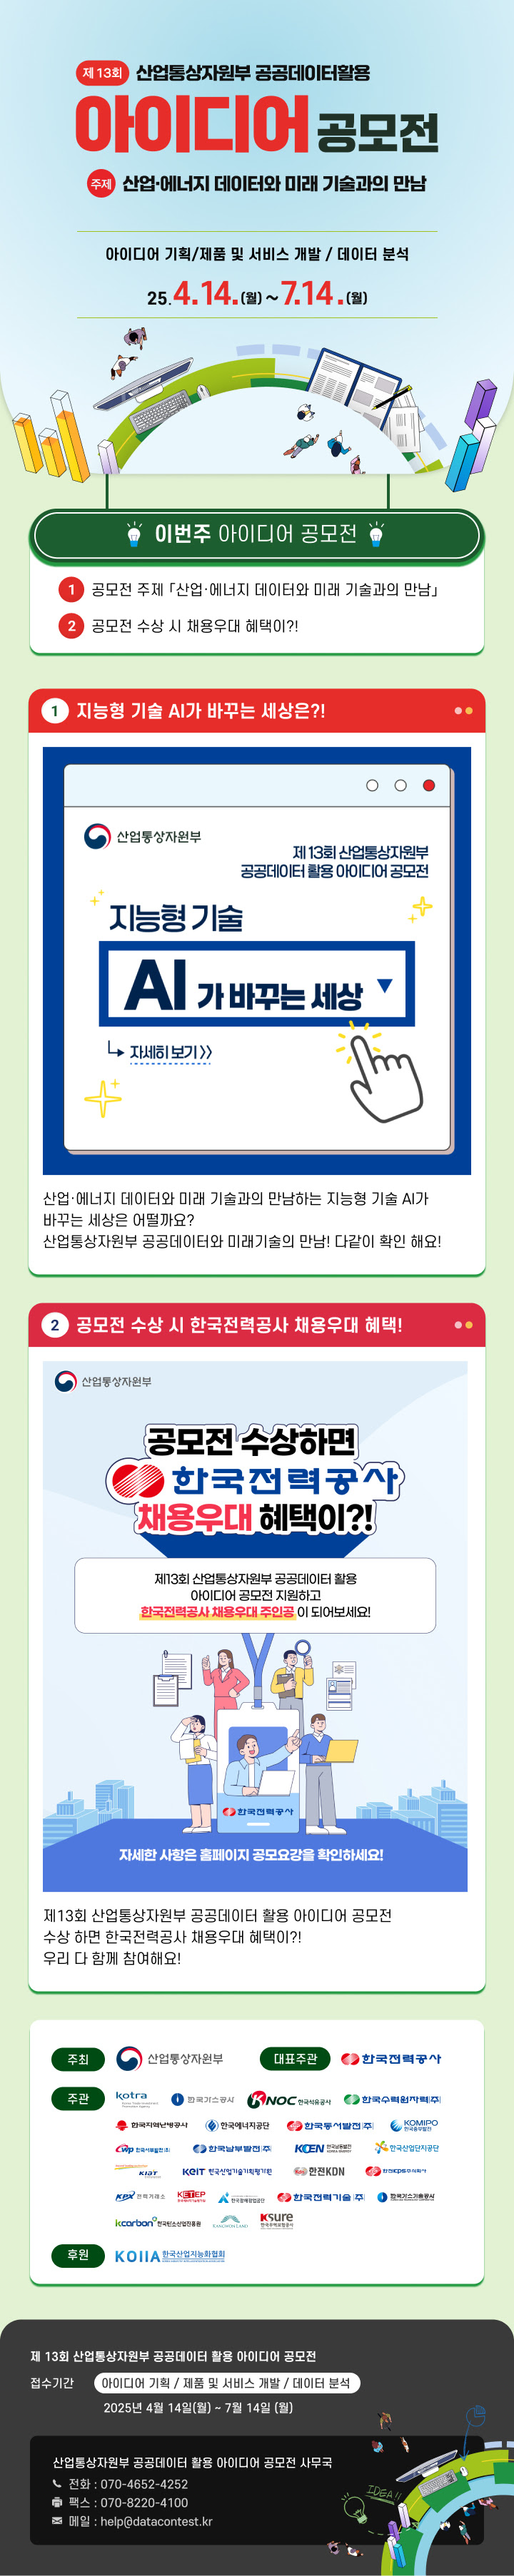 제 13회 산업통상자원부 공공데이터활용
아이디어 공모전
주제 산업·에너지 데이터와 미래 기술과의 만남
아이디어 기획/제품 및 서비스 개발 / 데이터 분석
25.4.14.(월) ~ 7.14.(월)
이번주 아이디어 공모전
1 공모전 주제 「산업·에너지 데이터와 미래 기술과의 만남」
2 공모전 수상 시 채용우대 혜택이?!
1 지능형 기술 AI가 바꾸는 세상은?!
산업통상자원부
제 13회 산업통상자원부
공공데이터 활용 아이디어 공모전
지능형 기술
AI 가 바꾸는 세상
자세히 보기 》
산업·에너지 데이터와 미래 기술과의 만남하는 지능형 기술 AI가
바꾸는 세상은 어떨까요?
산업통상자원부 공공데이터와 미래기술의 만남! 다같이 확인 해요!
2 공모전 수상 시 한국전력공사 채용우대 혜택!
산업통상자원부
공모전 수상하면
한국전력공사
채용우대 혜택이?!
제13회 산업통상자원부 공공데이터 활용
아이디어 공모전 지원하고
한국전력공사 채용우대 주인공 이 되어보세요!
한국전력공사
자세한 사항은 홈페이지 공모요강을 확인하세요!
제13회 산업통상자원부 공공데이터 활용 아이디어 공모전
수상 하면 한국전력공사 채용우대 혜택이?!
우리 다 함께 참여해요!
주최 산업통상자원부 대표주관 한국전력공사
주관 kotra 한국가스공사 KNOC 한국석유공사 한국수력원자력(주)
한국지역난방공사 한국에너지공단 한국동서발전(주) KOMIPO 한국중부발전
WP 한국서부발전(주) 한국남부발전(주) KOEN 한국남동발전 한국산업단지공단
KIAT keit 한국산업기술기획평가원 한전KDN 한전KPS주식회사
KPX 전력거래소 KETEP 한국광해광업공단 한국전력기술(주) 한국가스기술공사
kcarbon 한국탄소산업진흥원 KANGWON LAND Ksure 한국무역보험공사
후원 KOIIA 한국산업지능화협회
제 13회 산업통상자원부 공공데이터 활용 아이디어 공모전
접수기간 아이디어 기획 / 제품 및 서비스 개발 / 데이터 분석
2025년 4월 14일(월) ~ 7월 14일 (월)
산업통상자원부 공공데이터 활용 아이디어 공모전 사무국
전화 : 070-4652-4252
팩스 : 070-8220-4100
메일 : help@datacontest.kr
IDEA!!